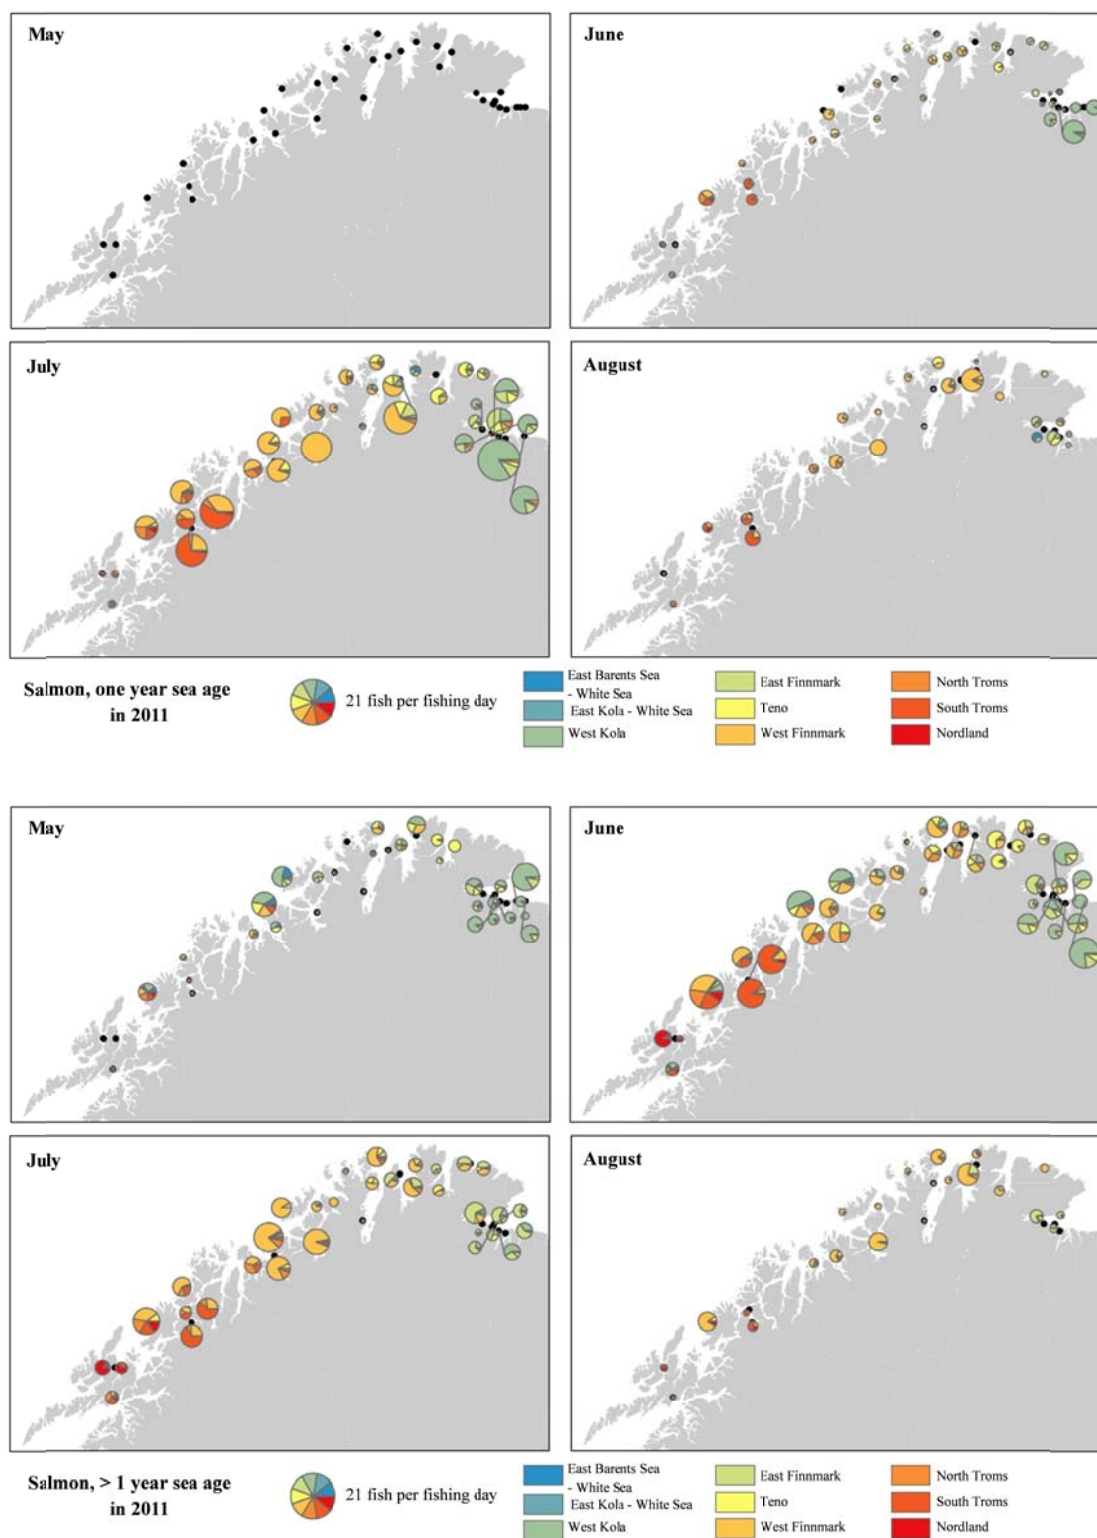 May
June
July
August
Salmon, one year sea age
in 2011
21 fish per fishing day
East Barents Sea
- White Sea
East Kola - White Sea
West Kola
East Finnmark
Teno
West Finnmark
North Troms
South Troms
Nordland
May
June
July
August
Salmon, > 1 year sea age
in 2011
21 fish per fishing day
East Barents Sea
- White Sea
East Kola - White Sea
West Kola
East Finnmark
Teno
West Finnmark
North Troms
South Troms
Nordland